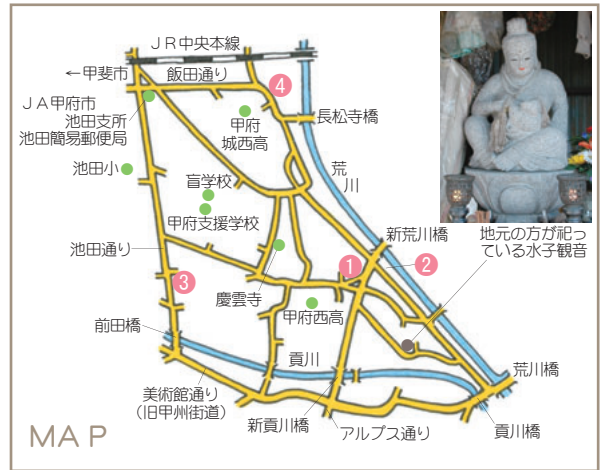 JR中央本線
←甲斐市
飯田通り
JA甲府市
池田支所
池田簡易郵便局
④
甲府
城西高
長松寺橋
池田小
荒川
盲学校
甲府支援学校
地元の方が祀っ
ている水子観音
池田通り
新荒川橋
①
②
③
慶雲寺
甲府西高
前田橋
貢川
荒川橋
美術館通り
(旧甲州街道)
新貢川橋
アルプス通り
貢川橋
MAP